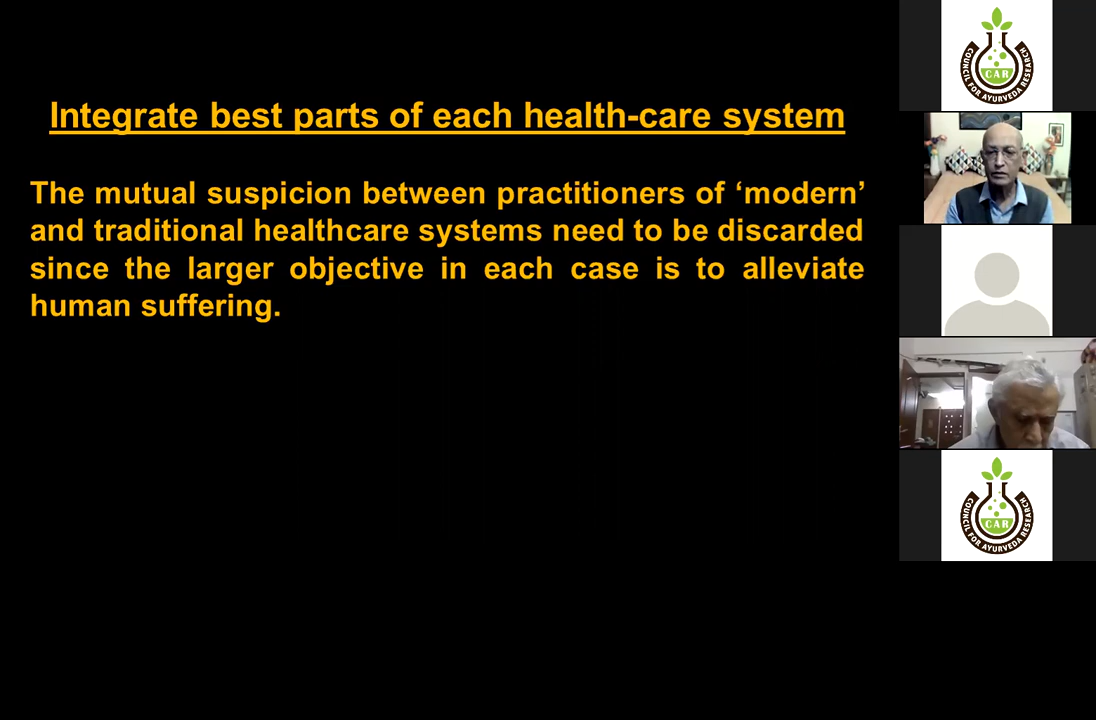 Integrate best parts of each health-care system
The mutual suspicion between practitioners of ‘modern’
and traditional healthcare systems need to be discarded
since the larger objective in each case is to alleviate
human suffering.
CAR
COUNCIL FOR AYURVEDA RESEARCH
CAR
COUNCIL FOR AYURVEDA RESEARCH